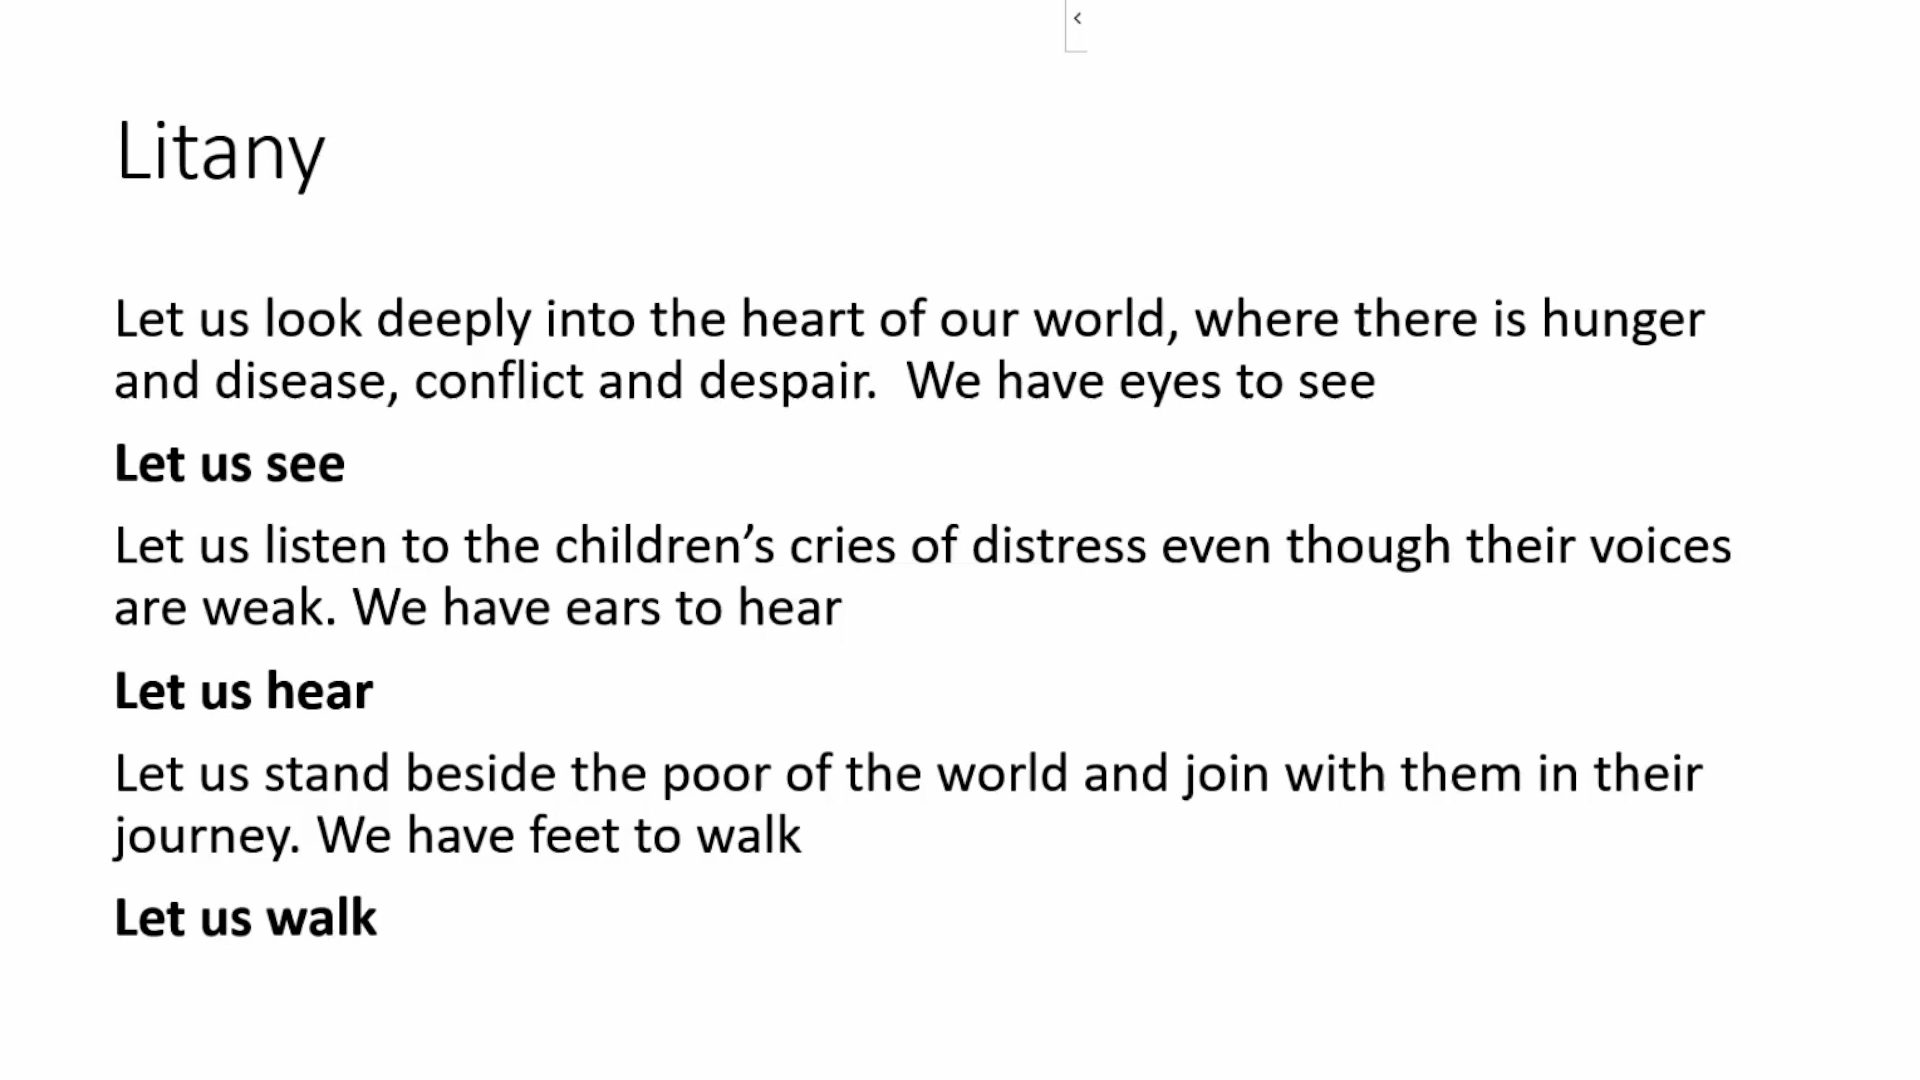 Litany
Let us look deeply into the heart of our world, where there is hunger
and disease, conflict and despair.  We have eyes to see
Let us see
Let us listen to the children’s cries of distress even though their voices
are weak. We have ears to hear
Let us hear
Let us stand beside the poor of the world and join with them in their
journey. We have feet to walk
Let us walk